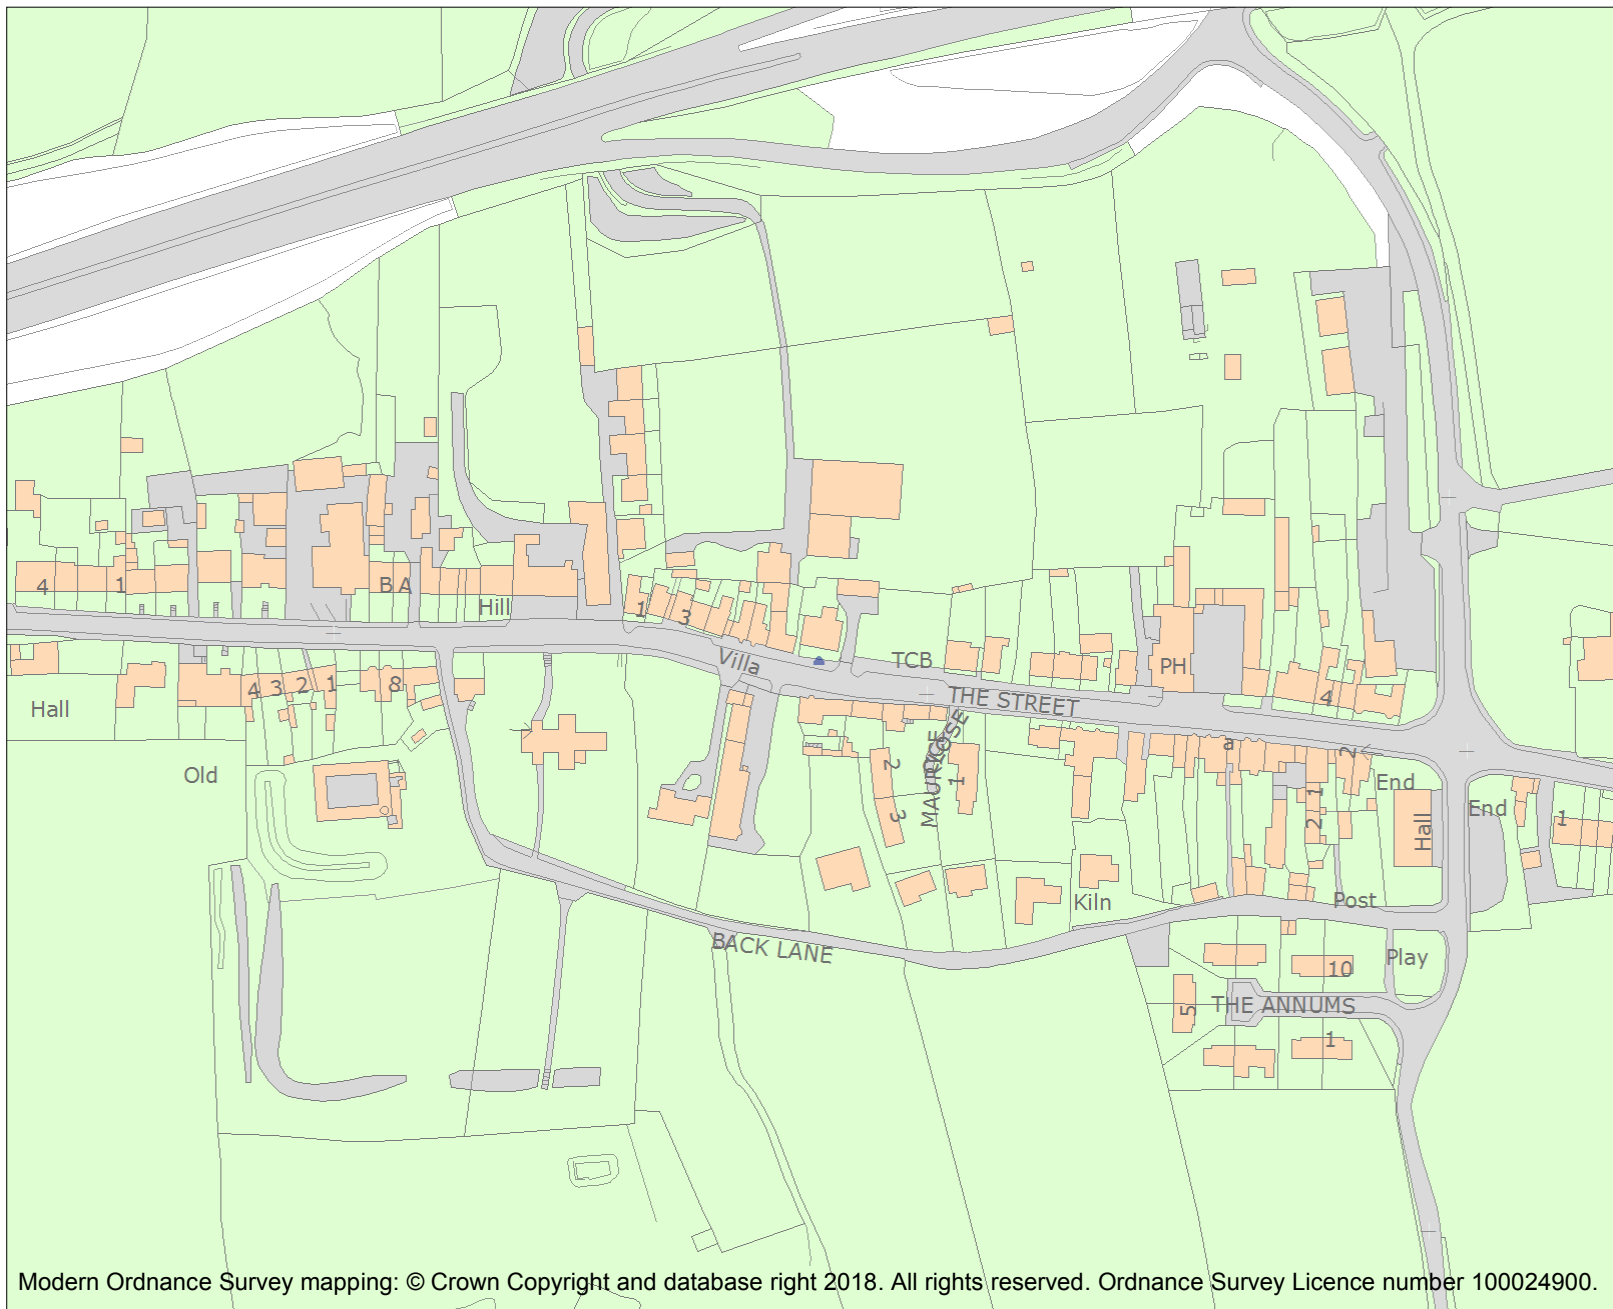 4
1
B A
Hill
1
3
Villa
TCB
THE STREET
PH
4
Hall
4
3
2
1
8
Old
MAURICE
CLOSE
2
3
1
a
2
End
1
2
Hall
End
1
Kiln
Post
BACK LANE
Play
10
THE ANNUMS
5
1
Modern Ordnance Survey mapping: © Crown Copyright and database right 2018. All rights reserved. Ordnance Survey Licence number 100024900.